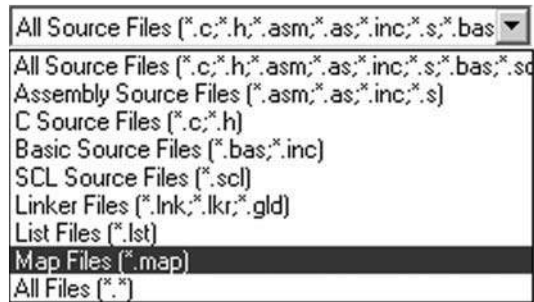 All Source Files (*.c;*.h;*.asm;*.as;*.inc;*.s;*.bas
All Source Files (*.c;*.h;*.asm;*.as;*.inc;*.s;*.bas;*.sc
Assembly Source Files (*.asm;*.as;*.inc;*.s)
C Source Files (*.c;*.h)
Basic Source Files (*.bas;*.inc)
SCL Source Files (*.scl)
Linker Files (*.lnk;*.lkr;*.gld)
List Files (*.lst)
Map Files (*.map)
All Files (*.*)